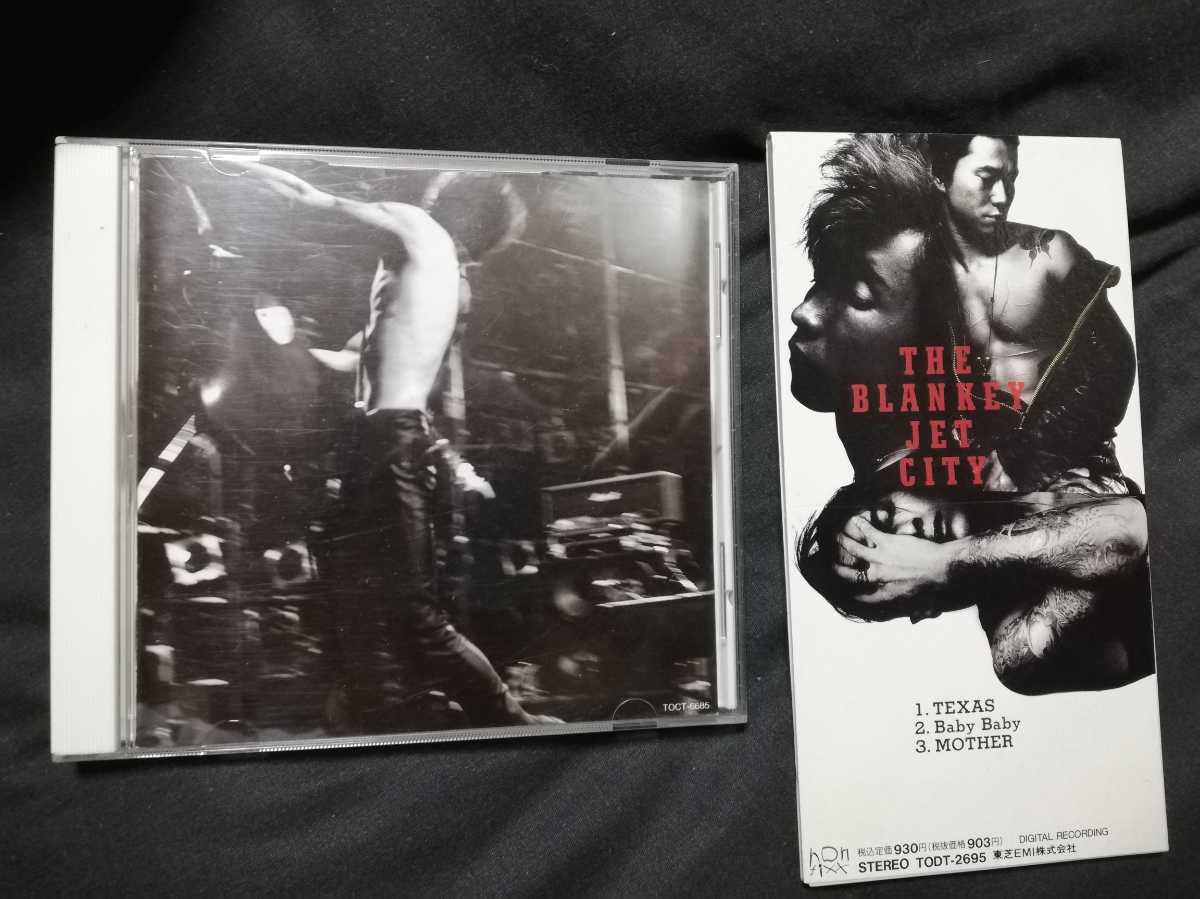 TOCT-6685
THE
BLANKEY
JET
CITY
1. TEXAS
2. Baby Baby
3. MOTHER
non fixx
税込定価930円(税抜価格903円) DIGITAL RECORDING
STEREO TODT-2695 東芝EMI株式会社